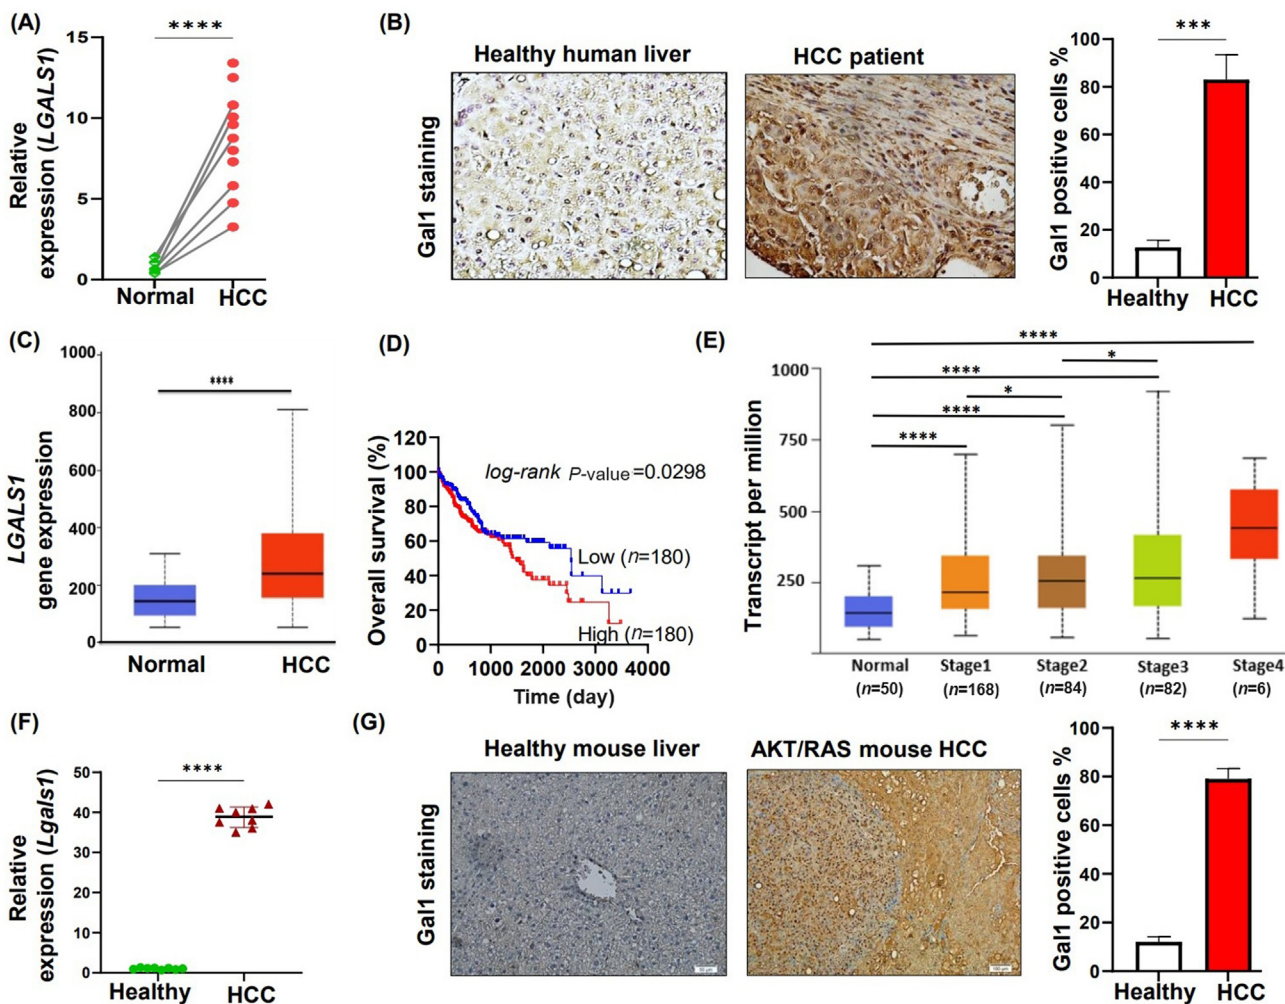 (A)
****
Relative
expression (LGALS1)
15
10
5
0
Normal
HCC
(B)
Healthy human liver
HCC patient
Gal1 staining
***
Gal1 positive cells %
100
80
60
40
20
0
Healthy
HCC
(C)
****
LGALS1
gene expression
1000
800
600
400
200
0
Normal
HCC
(D)
log-rank P-value=0.0298
Overall survival (%)
120
100
80
60
40
20
0
Low (n=180)
High (n=180)
0 1000 2000 3000 4000
Time (day)
(E)
****
*
****
*
****
****
Transcript per million
1000
750
500
250
Normal Stage1 Stage2 Stage3 Stage4
(n=50) (n=168) (n=84) (n=82) (n=6)
(F)
****
Relative
expression (Lgals1)
50
40
30
20
10
0
Healthy
HCC
(G)
Healthy mouse liver
AKT/RAS mouse HCC
Gal1 staining
****
Gal1 positive cells %
100
80
60
40
20
0
Healthy
HCC